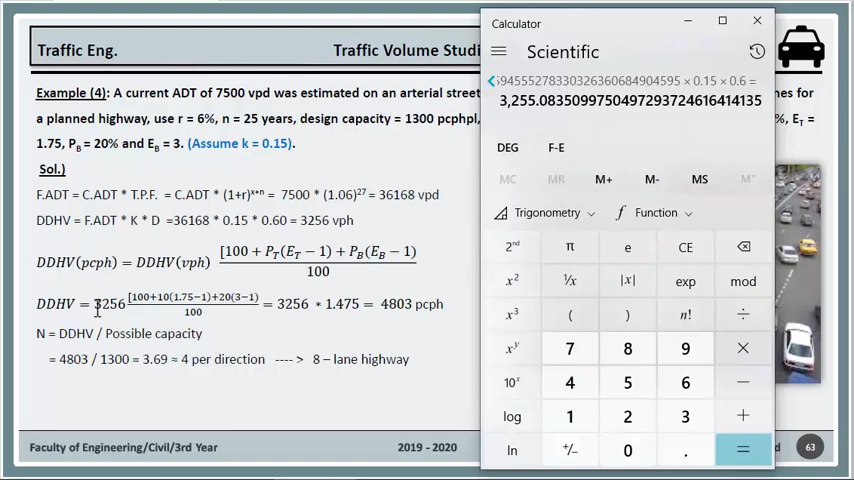 Traffic Eng.
Traffic Volume Studi
Example (4): A current ADT of 7500 vpd was estimated on an arterial street
nes for
a planned highway, use r = 6%, n = 25 years, design capacity = 1300 pcphpl,
%, E_T =
1.75, P_B = 20% and E_B = 3. (Assume k = 0.15).
Sol.)
F.ADT = C.ADT * T.P.F. = C.ADT * (1+r)^{x+n} = 7500 * (1.06)^{27} = 36168 vpd
DDHV = F.ADT * K * D =36168 * 0.15 * 0.60 = 3256 vph
DDHV(pcph) = DDHV(vph) [100 + P_T(E_T − 1) + P_B(E_B − 1)
100
DDHV = 3256 [100+10(1.75−1)+20(3−1)
100
= 3256 * 1.475 = 4803 pcph
N = DDHV / Possible capacity
= 4803 / 1300 = 3.69 ≈ 4 per direction ----> 8 – lane highway
Faculty of Engineering/Civil/3rd Year
2019 - 2020
d
63
Calculator
Scientific
94555278330326360684904595 × 0.15 × 0.6 =
3,255.0835099750497293724616414135
DEG F-E
MC MR M+ M- MS M˅
Trigonometry Function
2nd π e CE
x² ¹/x |x| exp mod
x³ ( ) n! ÷
xʸ 7 8 9 ×
10ˣ 4 5 6 −
log 1 2 3 +
ln +/− 0 . =